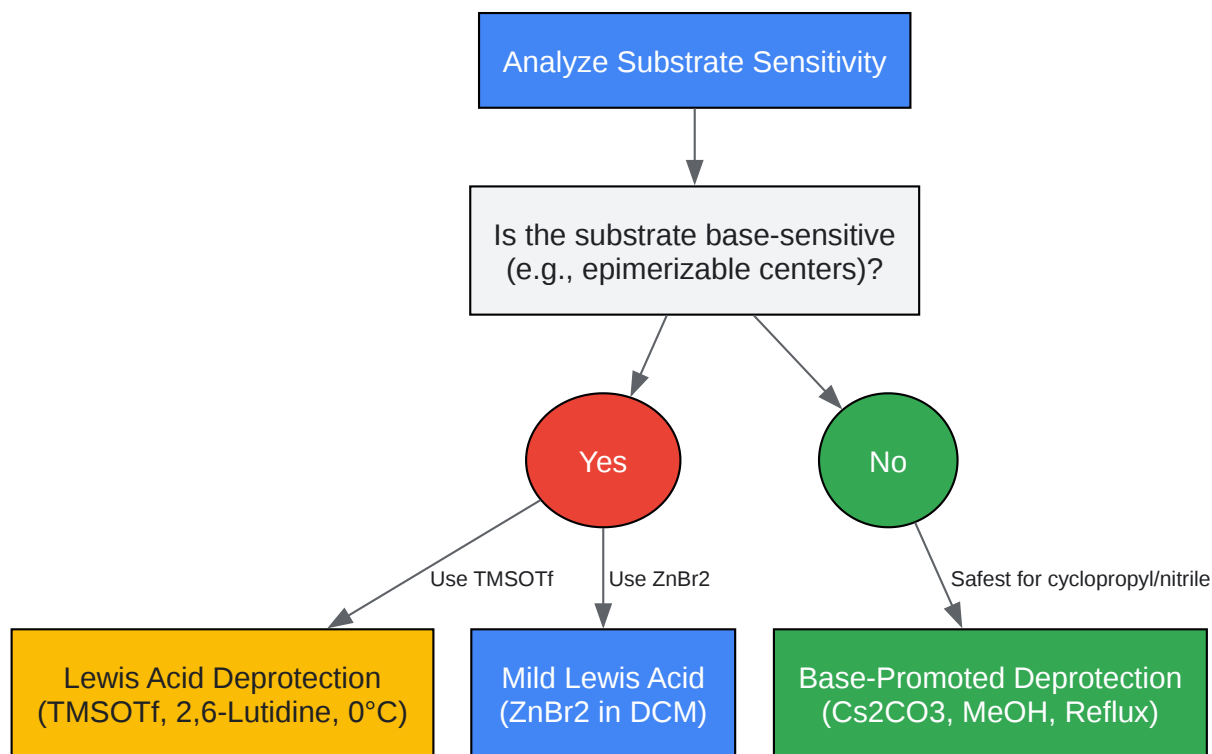 Analyze Substrate Sensitivity
Is the substrate base-sensitive
(e.g., epimerizable centers)?
Yes
No
Use TMSOTf
Use ZnBr2
Safest for cyclopropyl/nitrile
Lewis Acid Deprotection
(TMSOTf, 2,6-Lutidine, 0°C)
Mild Lewis Acid
(ZnBr2 in DCM)
Base-Promoted Deprotection
(Cs2CO3, MeOH, Reflux)